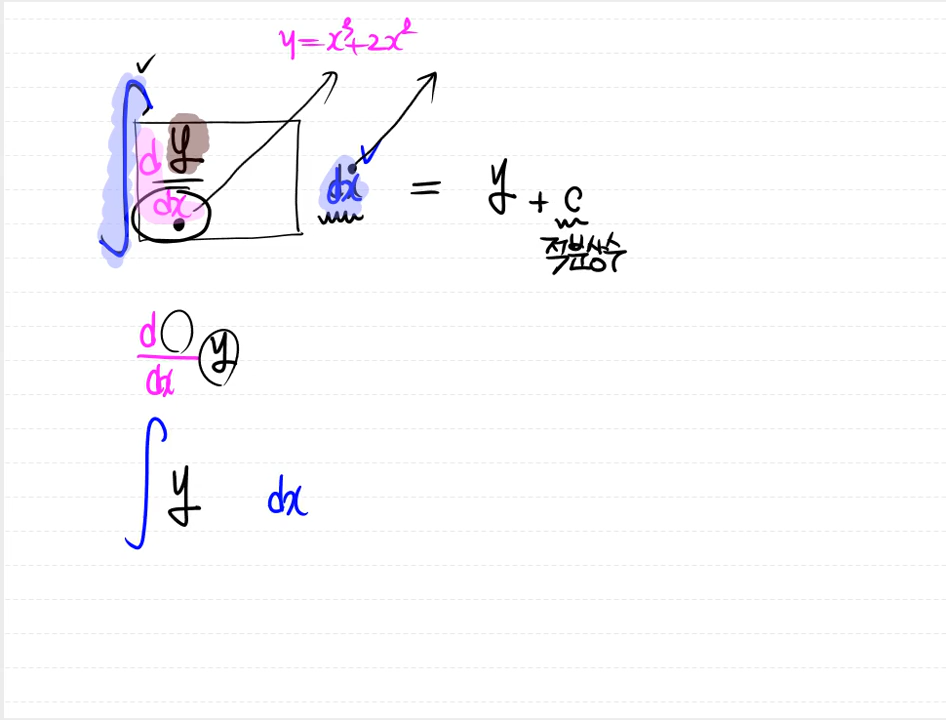 y=x³+2x²
∫ dy/dx dx = y + c
적분상수
d/dx y
∫ y dx